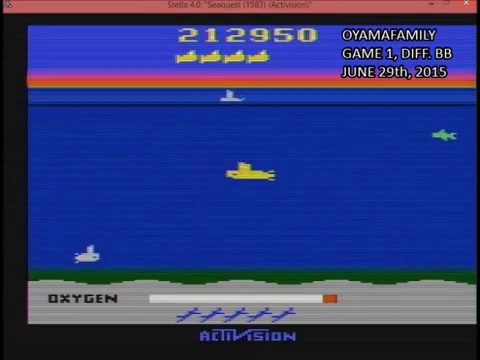 Stella 4.0: "Seaquest (1983) (Activision)"
212950
OYAMAFAMILY
GAME 1, DIFF. BB
JUNE 29th, 2015
OXYGEN
ACTIVISION